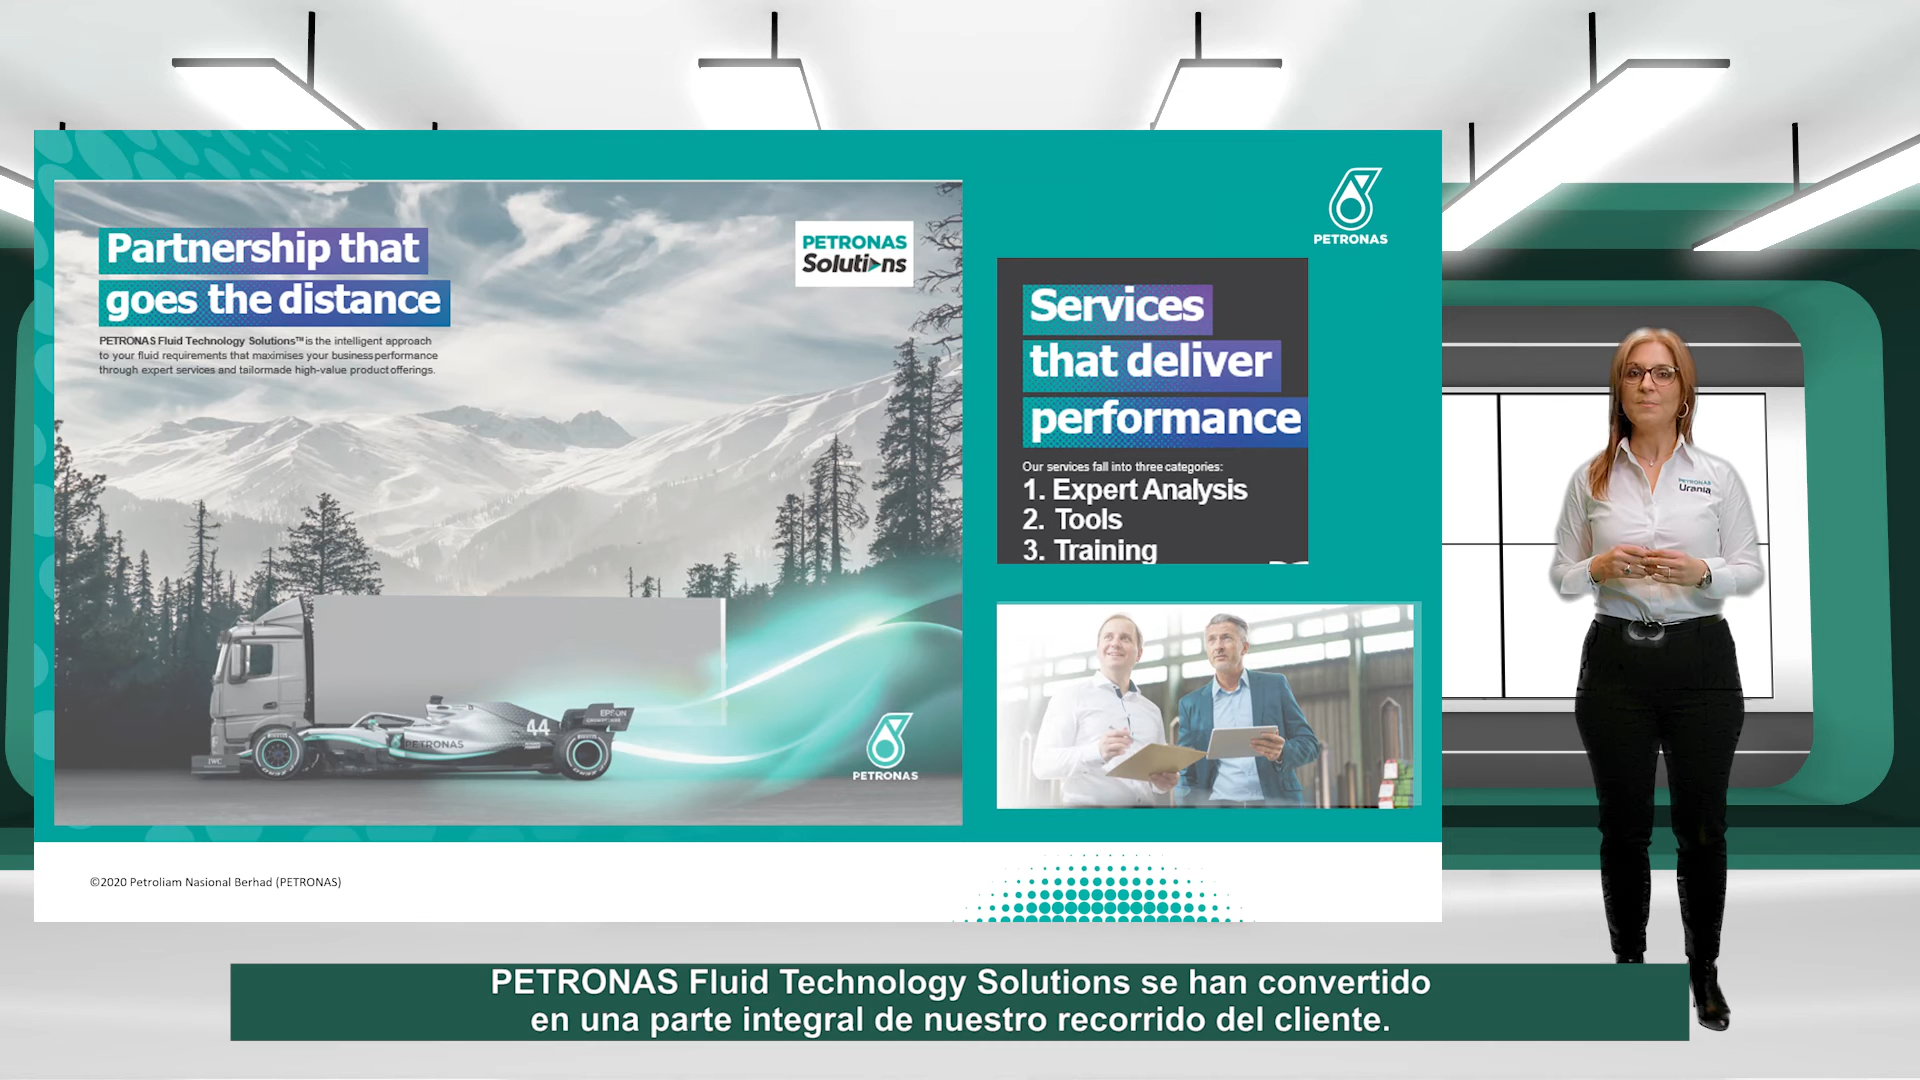 Partnership that
goes the distance
PETRONAS Fluid Technology Solutions™ is the intelligent approach
to your fluid requirements that maximises your business performance
through expert services and tailormade high-value product offerings.
PETRONAS
Solutions
44
EPSON
PETRONAS
IWC
PETRONAS
PETRONAS
Services
that deliver
performance
Our services fall into three categories:
1. Expert Analysis
2. Tools
3. Training
PETRONAS
Urania
©2020 Petroliam Nasional Berhad (PETRONAS)
PETRONAS Fluid Technology Solutions se han convertido
en una parte integral de nuestro recorrido del cliente.